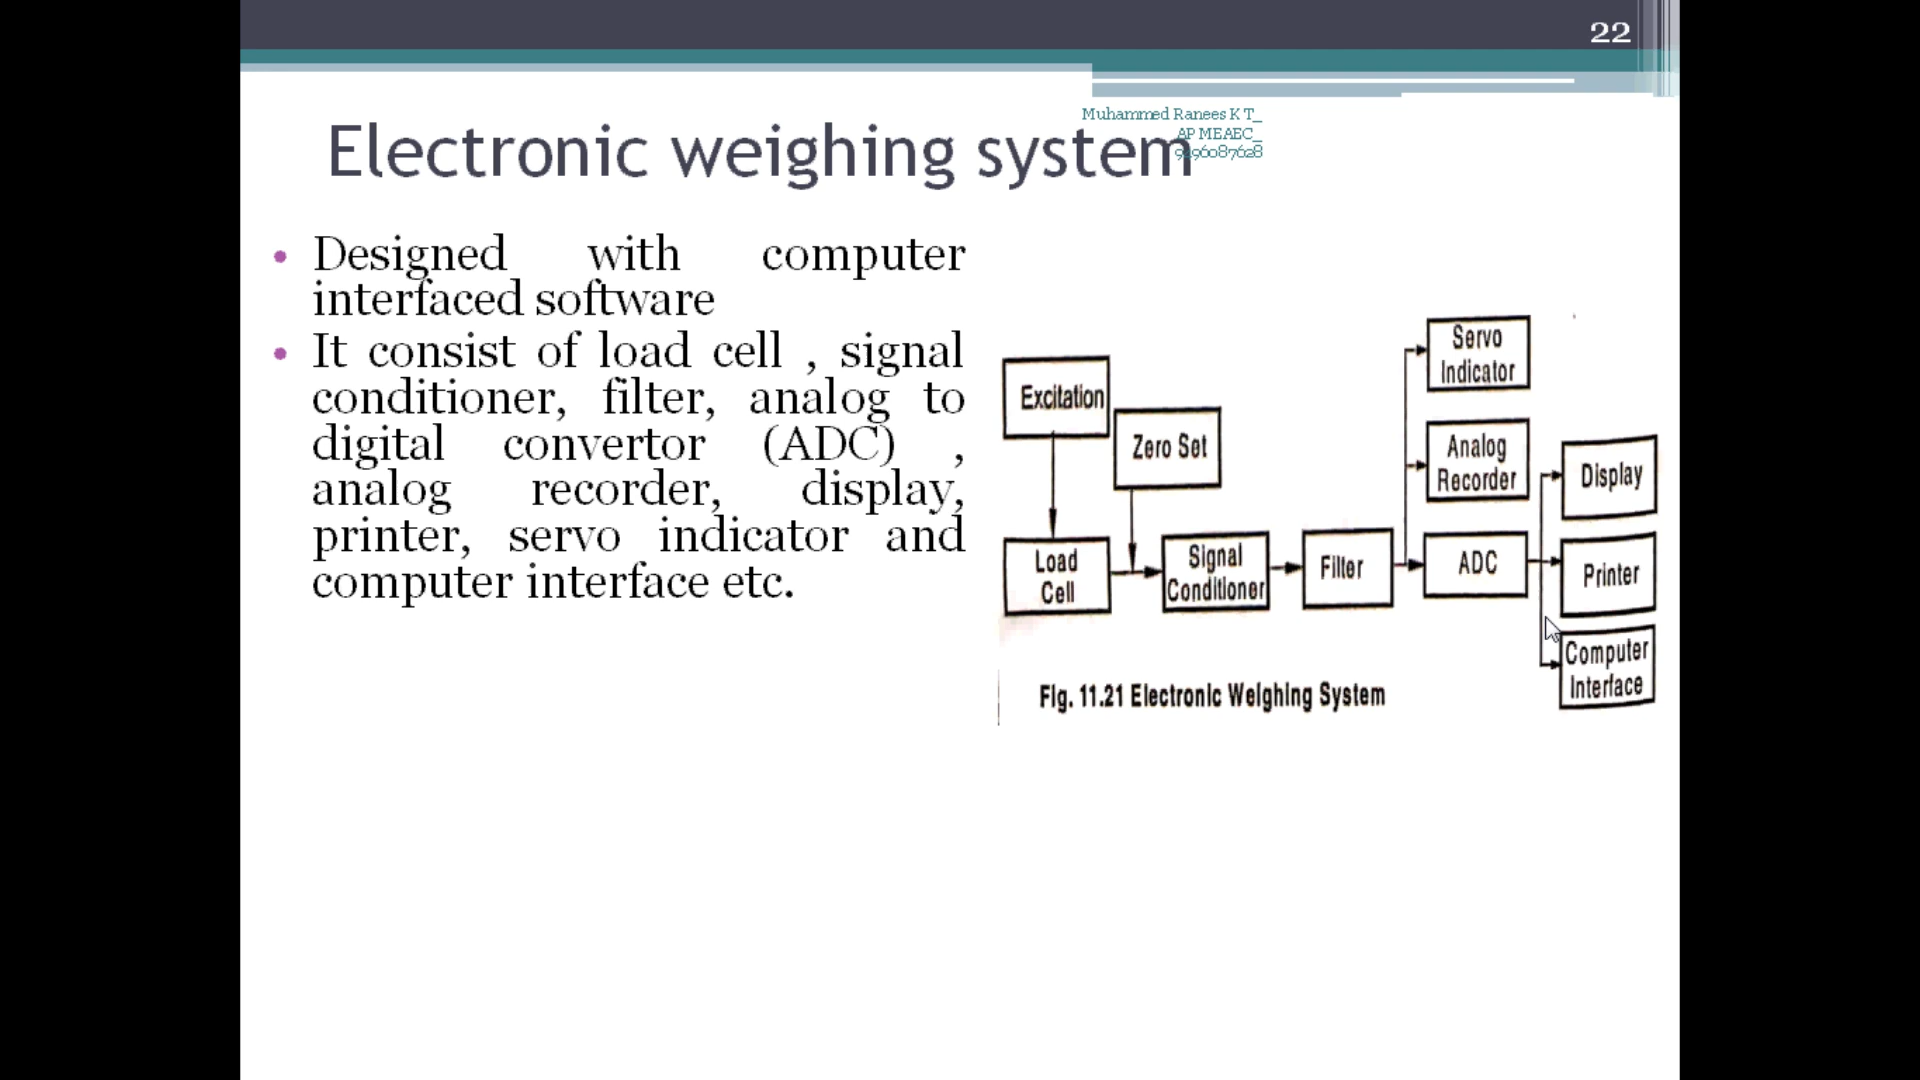 22
Muhammed Ranees K T_
AP MEAEC_
9496087628
Electronic weighing system
• Designed with computer
interfaced software
• It consist of load cell , signal
conditioner, filter, analog to
digital convertor (ADC) ,
analog recorder, display,
printer, servo indicator and
computer interface etc.
Excitation
Zero Set
Load
Cell
Signal
Conditioner
Filter
Servo
Indicator
Analog
Recorder
ADC
Display
Printer
Computer
Interface
Fig. 11.21 Electronic Weighing System